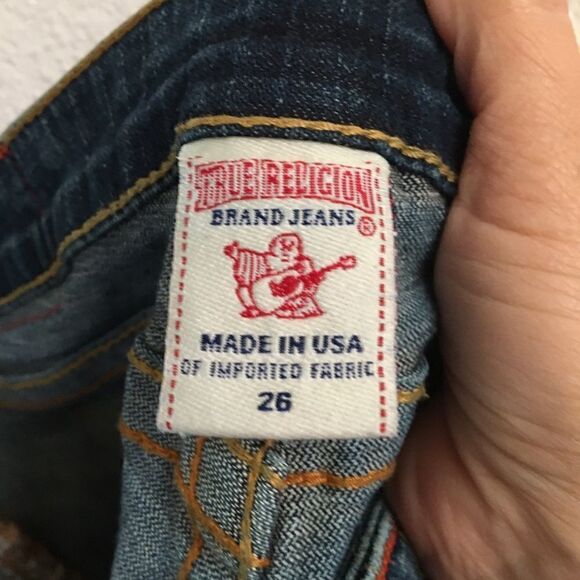 TRUE RELIGION
BRAND JEANS ®
MADE IN USA
OF IMPORTED FABRIC
26